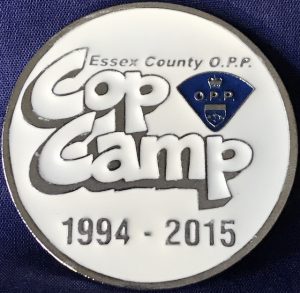 Essex County O.P.P.
Cop
O.P.P.
Camp
1994 - 2015